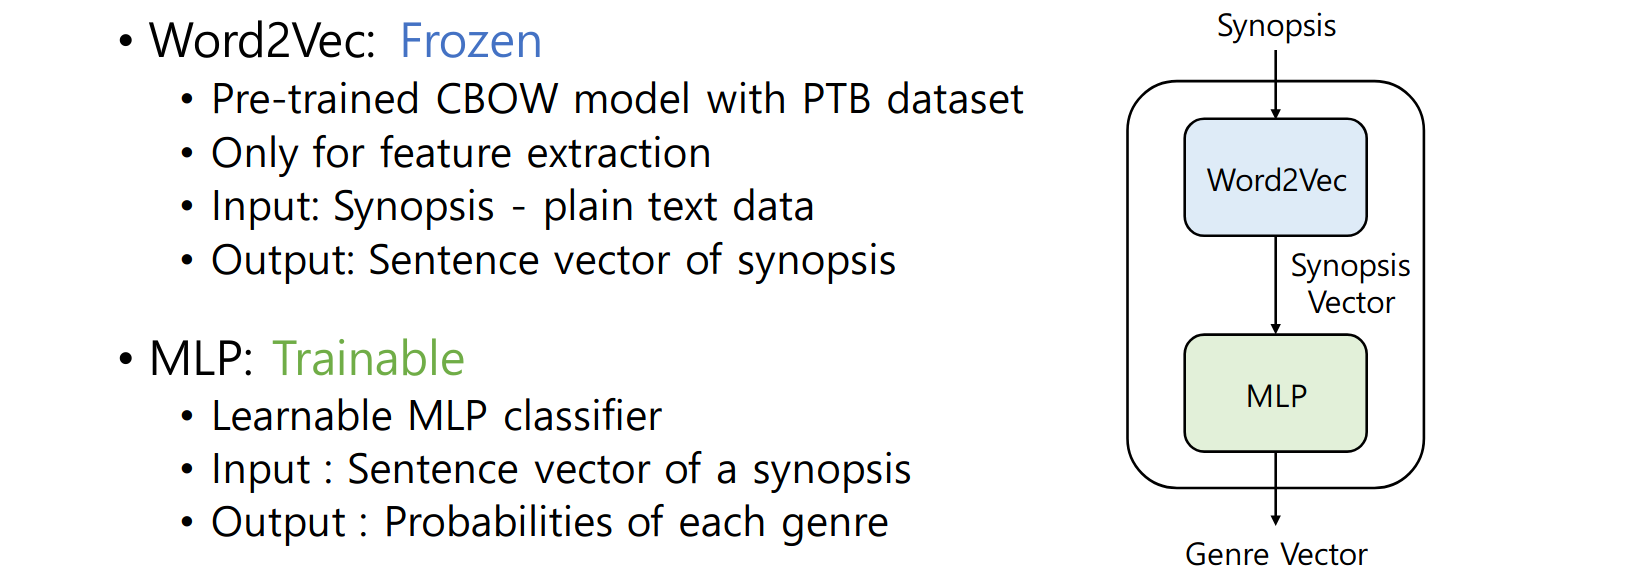 • Word2Vec: Frozen
• Pre-trained CBOW model with PTB dataset
• Only for feature extraction
• Input: Synopsis - plain text data
• Output: Sentence vector of synopsis
• MLP: Trainable
• Learnable MLP classifier
• Input : Sentence vector of a synopsis
• Output : Probabilities of each genre
Synopsis
Word2Vec
Synopsis
Vector
MLP
Genre Vector